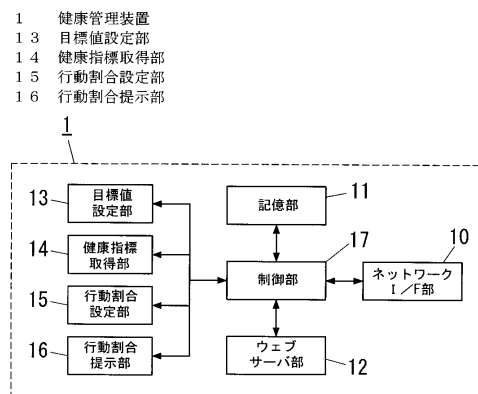 1 健康管理装置
13 目標値設定部
14 健康指標取得部
15 行動割合設定部
16 行動割合提示部
1
13
目標値
設定部
14
健康指標
取得部
15
行動割合
設定部
16
行動割合
提示部
記憶部
11
制御部
17
ウェブ
サーバ部
12
ネットワーク
I/F部
10